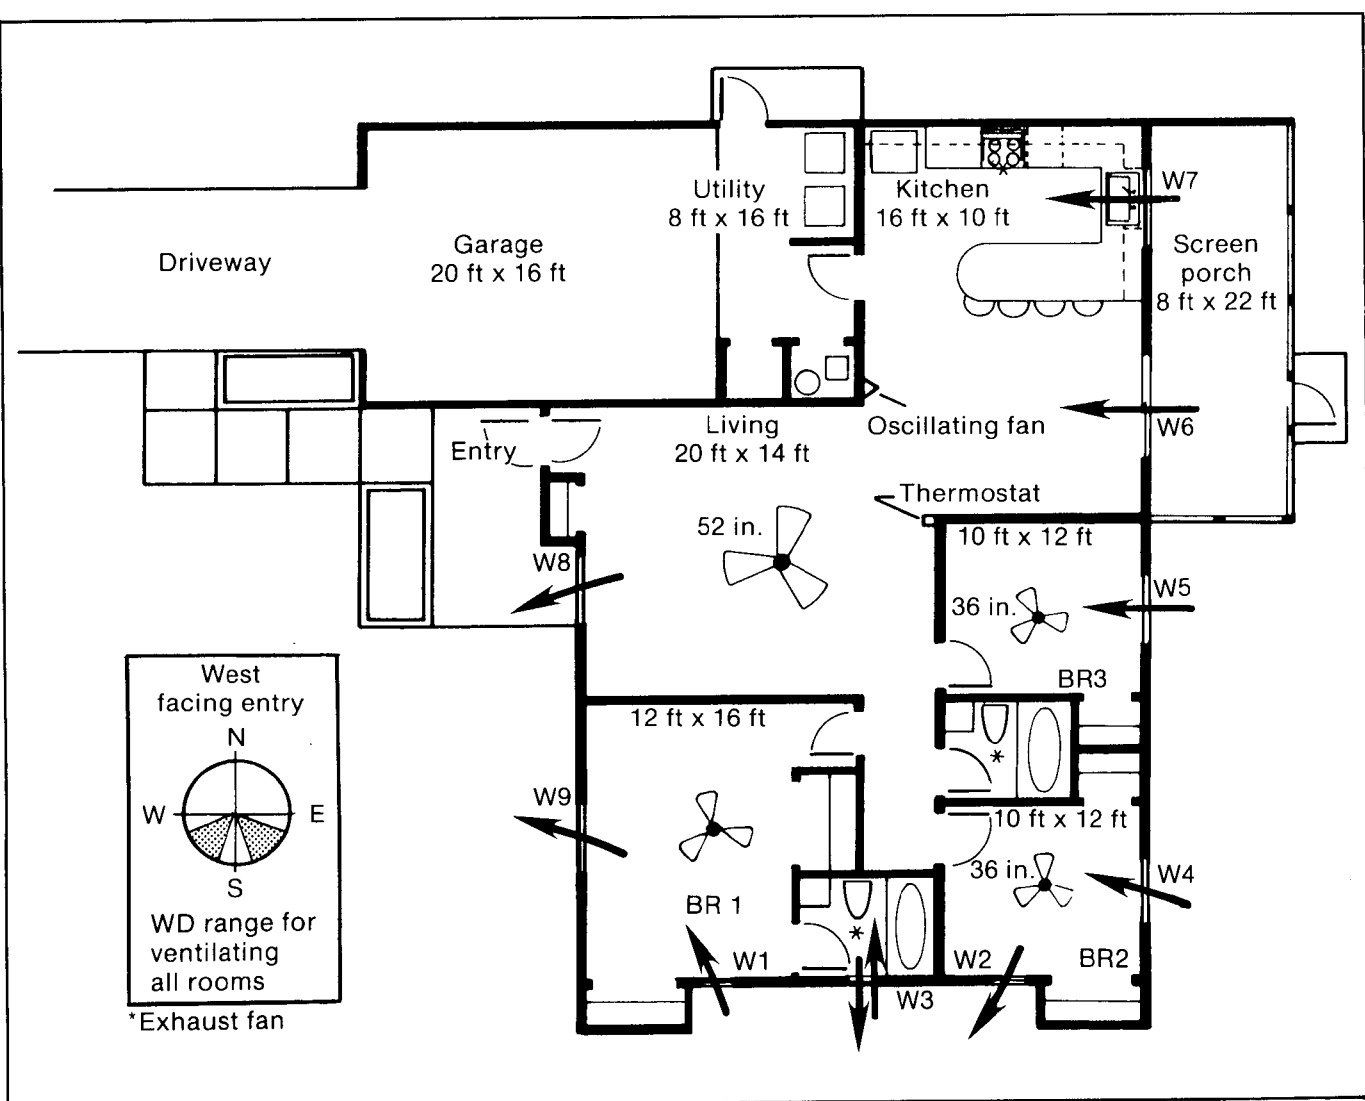 Utility
8 ft x 16 ft
Kitchen
16 ft x 10 ft
W7
Driveway
Garage
20 ft x 16 ft
Screen
porch
8 ft x 22 ft
Entry
Living
20 ft x 14 ft
Oscillating fan
W6
Thermostat
52 in.
10 ft x 12 ft
W8
36 in.
W5
BR3
West
facing entry
N
W
E
S
WD range for
ventilating
all rooms
*Exhaust fan
12 ft x 16 ft
*
W9
10 ft x 12 ft
36 in.
W4
BR 1
*
W1
W3
W2
BR2
*